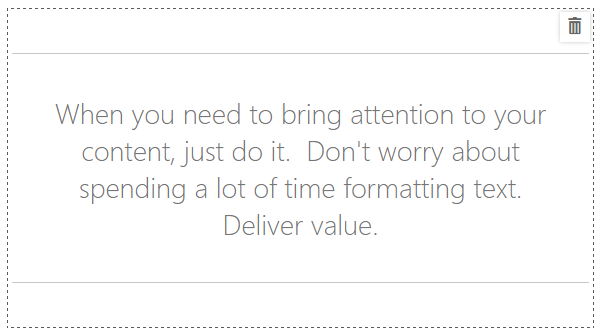 When you need to bring attention to your
content, just do it.  Don't worry about
spending a lot of time formatting text.
Deliver value.